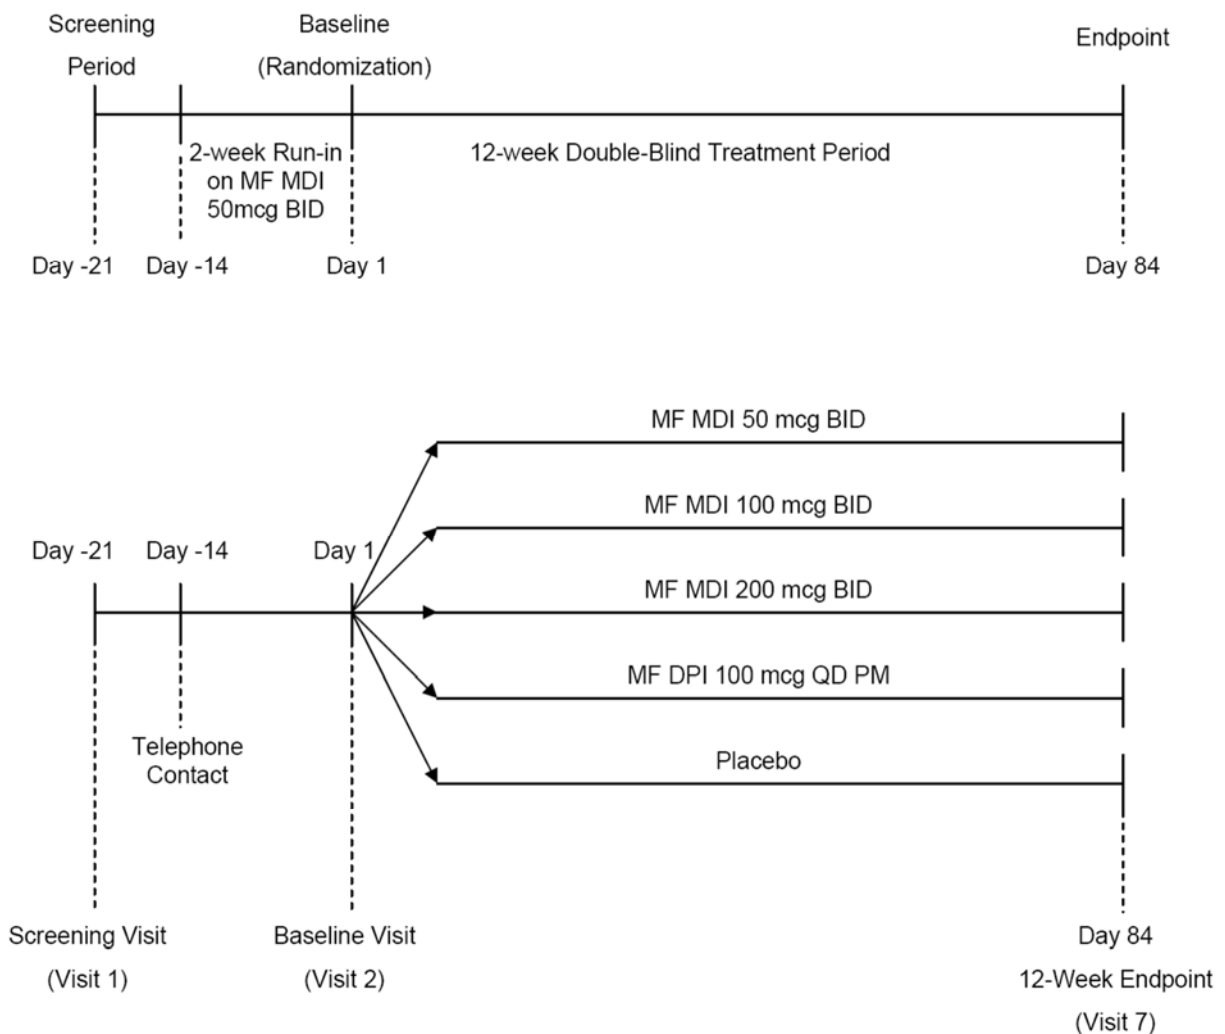 Screening
Period
Baseline
(Randomization)
Endpoint
2-week Run-in
on MF MDI
50mcg BID
12-week Double-Blind Treatment Period
Day -21
Day -14
Day 1
Day 84
MF MDI 50 mcg BID
MF MDI 100 mcg BID
Day -21
Day -14
Day 1
MF MDI 200 mcg BID
MF DPI 100 mcg QD PM
Telephone
Contact
Placebo
Screening Visit
(Visit 1)
Baseline Visit
(Visit 2)
Day 84
12-Week Endpoint
(Visit 7)